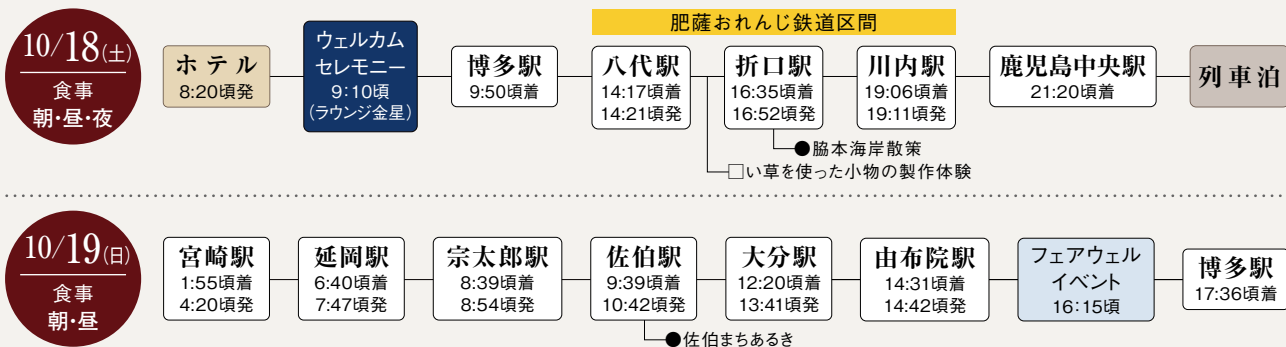 10/18(土)
食事
朝・昼・夜
ホテル
8:20頃発
ウェルカム
セレモニー
9:10頃
(ラウンジ金星)
博多駅
9:50頃着
肥薩おれんじ鉄道区間
八代駅
14:17頃着
14:21頃発
折口駅
16:35頃着
16:52頃発
川内駅
19:06頃着
19:11頃発
鹿児島中央駅
21:20頃着
列車泊
●脇本海岸散策
□い草を使った小物の製作体験
10/19(日)
食事
朝・昼
宮崎駅
1:55頃着
4:20頃発
延岡駅
6:40頃着
7:47頃発
宗太郎駅
8:39頃着
8:54頃発
佐伯駅
9:39頃着
10:42頃発
大分駅
12:20頃着
13:41頃発
由布院駅
14:31頃着
14:42頃発
フェアウェル
イベント
16:15頃
博多駅
17:36着
●佐伯まちあるき